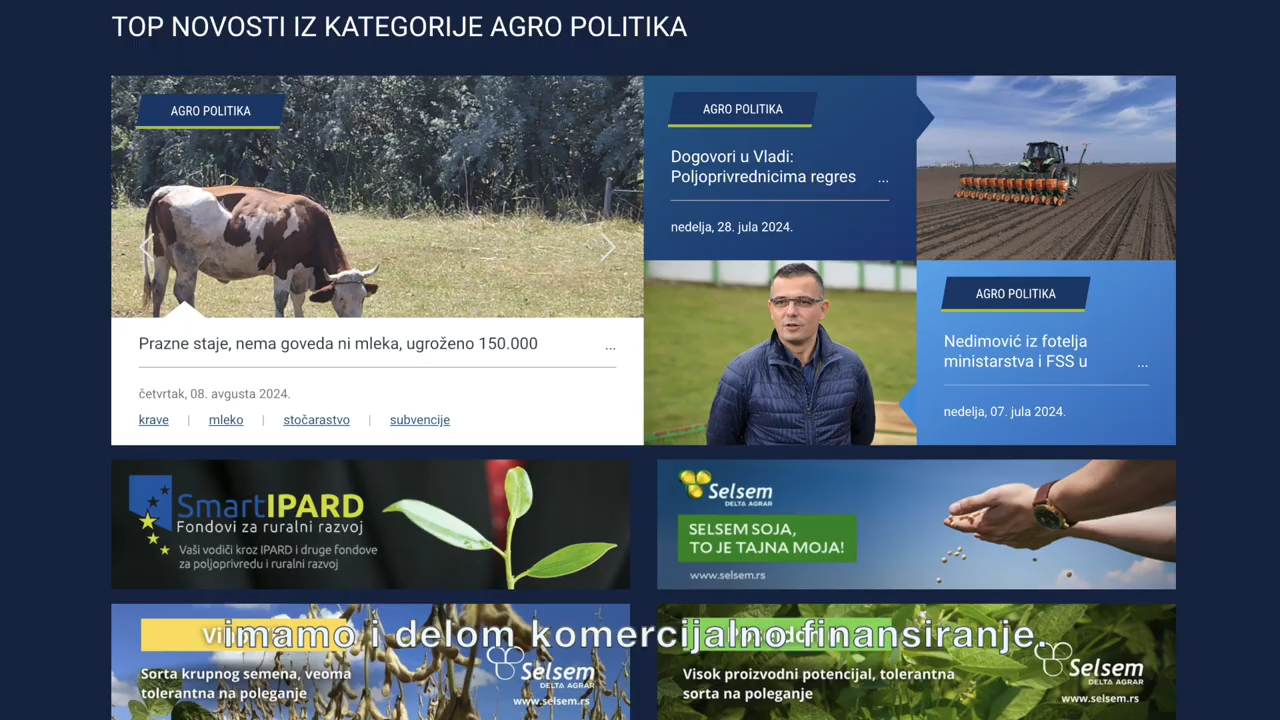 TOP NOVOSTI IZ KATEGORIJE AGRO POLITIKA
AGRO POLITIKA
Prazne staje, nema goveda ni mleka, ugroženo 150.000 ...
četvrtak, 08. avgusta 2024.
krave | mleko | stočarastvo | subvencije
AGRO POLITIKA
Dogovori u Vladi:
Poljoprivrednicima regres ...
nedelja, 28. jula 2024.
AGRO POLITIKA
Nedimović iz fotelja
ministarstva i FSS u ...
nedelja, 07. jula 2024.
SmartIPARD
Fondovi za ruralni razvoj
Vaši vodiči kroz IPARD i druge fondove
za poljoprivredu i ruralni razvoj
Selsem
DELTA AGRAR
SELSEM SOJA,
TO JE TAJNA MOJA!
www.selsem.rs
imamo i delom komercijalno finansiranje.
Sorta krupnog semena, veoma
tolerantna na poleganje
Selsem
DELTA AGRAR
www.selsem.rs
Visok proizvodni potencijal, tolerantna
sorta na poleganje
Selsem
DELTA AGRAR
www.selsem.rs